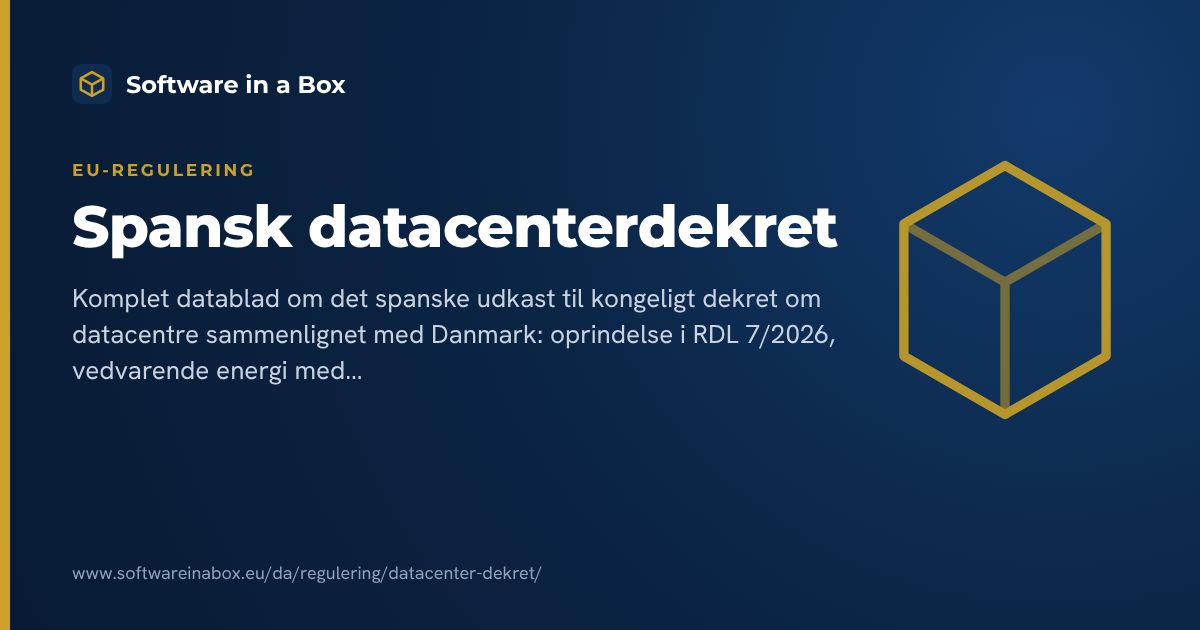 Software in a Box
EU-REGULERING
Spansk datacenterdekret
Komplet datablad om det spanske udkast til kongeligt dekret om
datacentre sammenlignet med Danmark: oprindelse i RDL 7/2026,
vedvarende energi med...
www.softwareinabox.eu/da/regulering/datacenter-dekret/